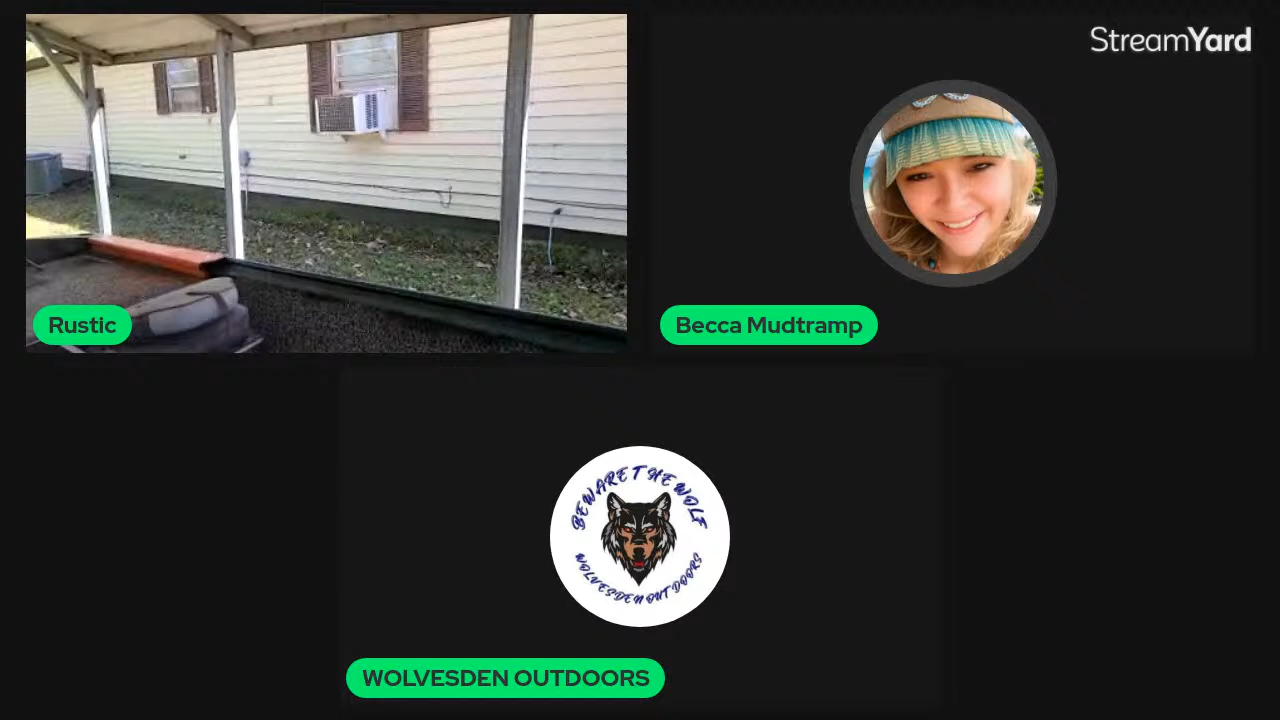 StreamYard
Rustic
Becca Mudtramp
BEWARE THE WOLF
WOLVESDEN OUTDOORS
WOLVESDEN OUTDOORS